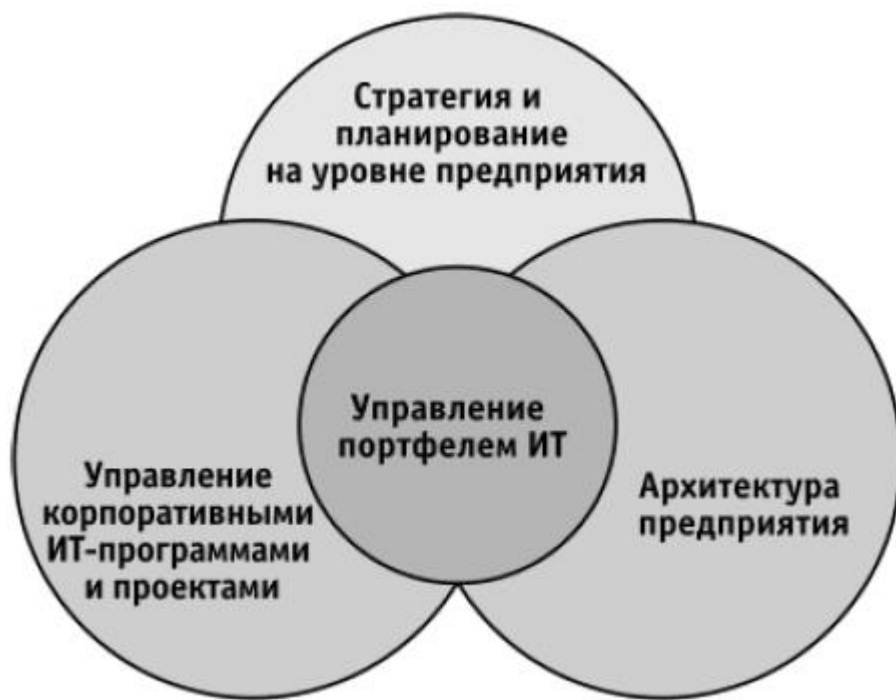 Стратегия и
планирование
на уровне предприятия
Управление
портфелем ИТ
Управление
корпоративными
ИТ-программами
и проектами
Архитектура
предприятия